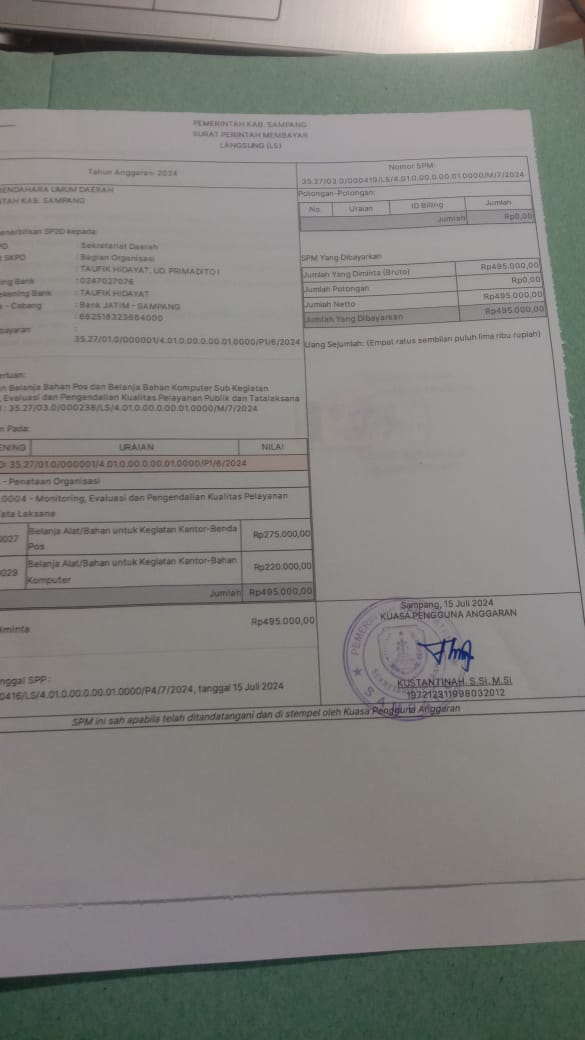 PEMERINTAH KAB. SAMPANG
SURAT PERINTAH MEMBAYAR
LANGSUNG (LS)
Tahun Anggaran: 2024
Nomor SPM:
35.27/03.0/000419/LS/4.01.0.00.0.00.01.0000/M/7/2024
BENDAHARA UMUM DAERAH
TAH KAB. SAMPANG
Potongan-Potongan:
No. Uraian ID Billing Jumlah
Jumlah Rp0,00
enerbitkan SP2D kepada:
PD : Sekretariat Daerah
t SKPD : Bagian Organisasi
: TAUFIK HIDAYAT, UD. PRIMADITO I
ning Bank : 0247027076
ekening Bank : TAUFIK HIDAYAT
k - Cabang : Bank JATIM - SAMPANG
: 862518323664000
bayaran :
35.27/01.0/000001/4.01.0.00.0.00.01.0000/P1/6/2024
SPM Yang Dibayarkan
Jumlah Yang Diminta (Bruto) Rp495.000,00
Jumlah Potongan Rp0,00
Jumlah Netto Rp495.000,00
Jumlah Yang Dibayarkan Rp495.000,00
Uang Sejumlah: (Empat ratus sembilan puluh lima ribu rupiah)
erluan:
n Belanja Bahan Pos dan Belanja Bahan Komputer Sub Kegiatan
, Evaluasi dan Pengendalian Kualitas Pelayanan Publik dan Tatalaksana
: 35.27/03.0/000238/LS/4.01.0.00.0.00.01.0000/M/7/2024
n Pada:
ENING URAIAN NILAI
D: 35.27/01.0/000001/4.01.0.00.0.00.01.0000/P1/6/2024
- Penataan Organisasi
.0004 - Monitoring, Evaluasi dan Pengendalian Kualitas Pelayanan
ata Laksana
0027 Belanja Alat/Bahan untuk Kegiatan Kantor-Benda Rp275.000,00
Pos
0029 Belanja Alat/Bahan untuk Kegiatan Kantor-Bahan Rp220.000,00
Komputer
Jumlah Rp495.000,00
iminta Rp495.000,00
nggal SPP :
0416/LS/4.01.0.00.0.00.01.0000/P4/7/2024, tanggal 15 Juli 2024
Sampang, 15 Juli 2024
KUASA PENGGUNA ANGGARAN
KUSTANTINAH, S.Si, M.Si
197212311998032012
SPM ini sah apabila telah ditandatangani dan di stempel oleh Kuasa Pengguna Anggaran